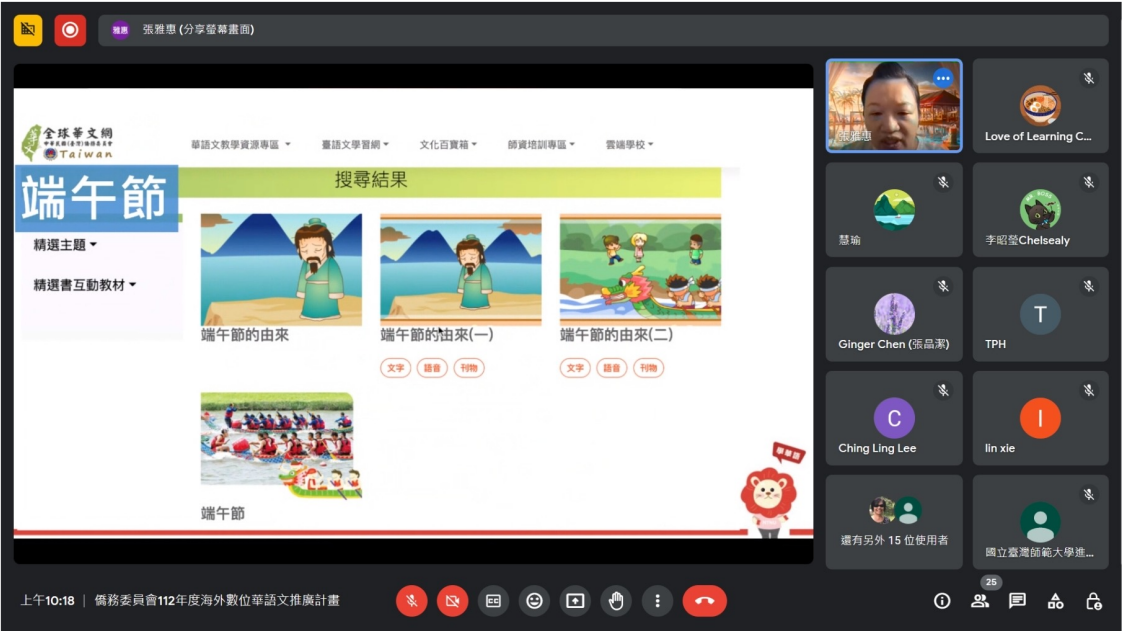 雅惠 張雅惠 (分享螢幕畫面)
全球華文網
Taiwan
華語文教學資源專區
臺語文學習網
文化百寶箱
師資培訓專區
雲端學校
端午節
搜尋結果
精選主題
精選書互動教材
端午節的由來
端午節的由來(一)
文字 語音 刊物
端午節的由來(二)
文字 語音 刊物
端午節
學華語
張雅惠
Love of Learning C...
慧瑜
李昭瑩Chelsealy
Ginger Chen (張晶潔)
T
TPH
C
Ching Ling Lee
I
lin xie
還有另外 15 位使用者
國立臺灣師範大學進...
上午10:18 | 僑務委員會112年度海外數位華語文推廣計畫
CC
25